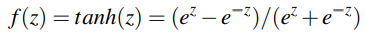 f(z) = tanh(z) = (e^z − e^−z)/(e^z + e^−z)